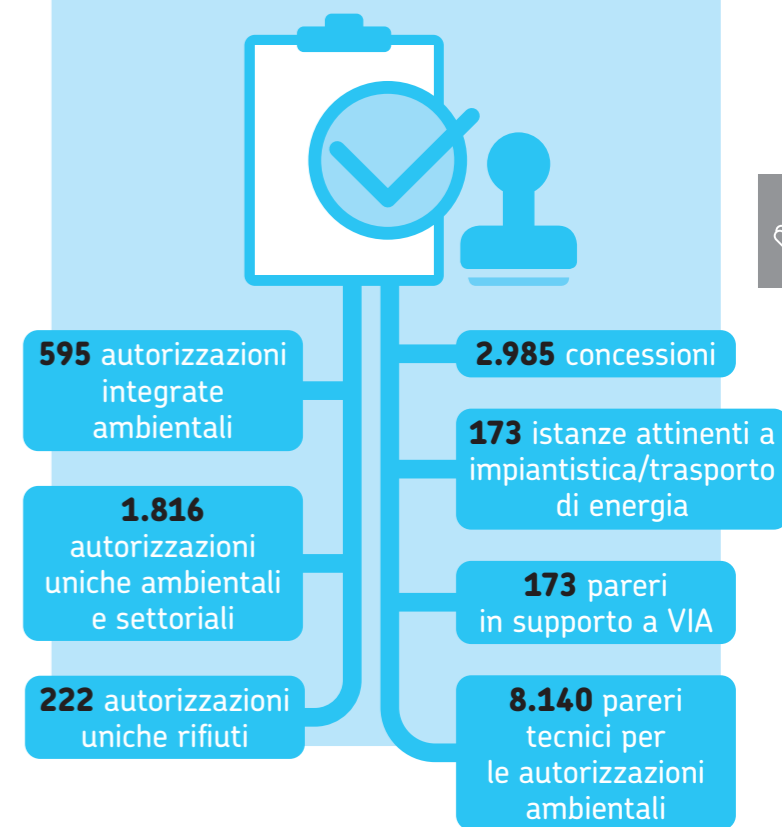 595 autorizzazioni
integrate
ambientali
1.816
autorizzazioni
uniche ambientali
e settoriali
222 autorizzazioni
uniche rifiuti
2.985 concessioni
173 istanze attinenti a
impiantistica/trasporto
di energia
173 pareri
in supporto a VIA
8.140 pareri
tecnici per
le autorizzazioni
ambientali